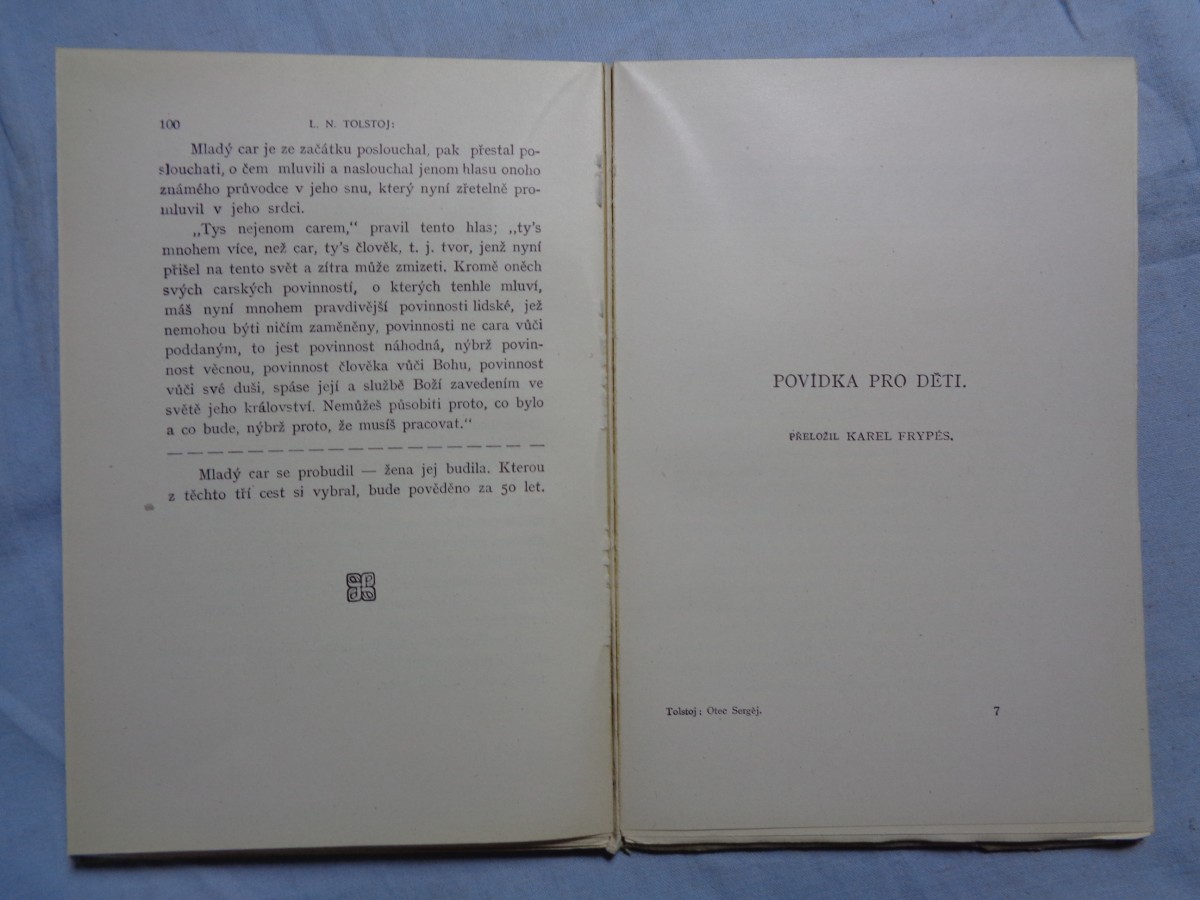 100
L. N. TOLSTOJ:
Mladý car je ze začátku poslouchal, pak přestal po-
slouchati, o čem mluvili a naslouchal jenom hlasu onoho
známého průvodce v jeho snu, který nyní zřetelně pro-
mluvil v jeho srdci.
„Tys nejenom carem,“ pravil tento hlas; „ty's
mnohem více, než car, ty's člověk, t. j. tvor, jenž nyní
přišel na tento svět a zítra může zmizeti. Kromě oněch
svých carských povinností, o kterých tenhle mluví,
máš nyní mnohem pravdivější povinnosti lidské, jež
nemohou býti ničím zaměněny, povinnosti ne cara vůči
poddaným, to jest povinnost náhodná, nýbrž povin-
nost věcnou, povinnost člověka vůči Bohu, povinnost
vůči své duši, spáse její a službě Boží zavedením ve
světě jeho království. Nemůžeš působiti proto, co bylo
a co bude, nýbrž proto, že musíš pracovat.“
Mladý car se probudil — žena jej budila. Kterou
z těchto tří cest si vybral, bude pověděno za 50 let.
POVÍDKA PRO DĚTI.
PŘELOŽIL KAREL FRYPÉS.
Tolstoj: Otec Sergěj.
7